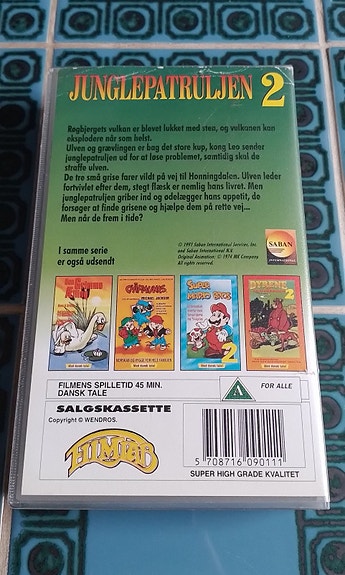 JUNGLEPATRULJEN 2
Røgbjergets vulkan er blevet lukket med sten, og vulkanen kan
eksplodere når som helst.
Ulven og grævlingen er bag det store kup, kong Leo sender
junglepatruljen ud for at løse problemet, samtidig skal de
straffe ulven.
De tre små grise farer vildt på vej til Honningdalen. Ulven leder
fortvivlet efter dem, stegt flæsk er nemlig hans livret. Men
junglepatruljen griber ind og ødelægger hans appetit, de
forsøger at finde grisene og hjælpe dem på rette vej...
Men når de frem i tide?
I samme serie
er også udsendt
© 1991 Saban International Services, Inc.
and Saban International N.V.
Original Animation: © 1974 MK Company
All rights reserved.
SABAN
INTERNATIONAL
Den Grimme
Ælling
CHIPMUNKS
SUPER
MARIO BROS
2
DYRENE
2
FILMENS SPILLETID 45 MIN.
DANSK TALE
A
FOR ALLE
SALGSKASSETTE
Copyright © WENDROS.
FILMLAB
5 708716 090111
SUPER HIGH GRADE KVALITET